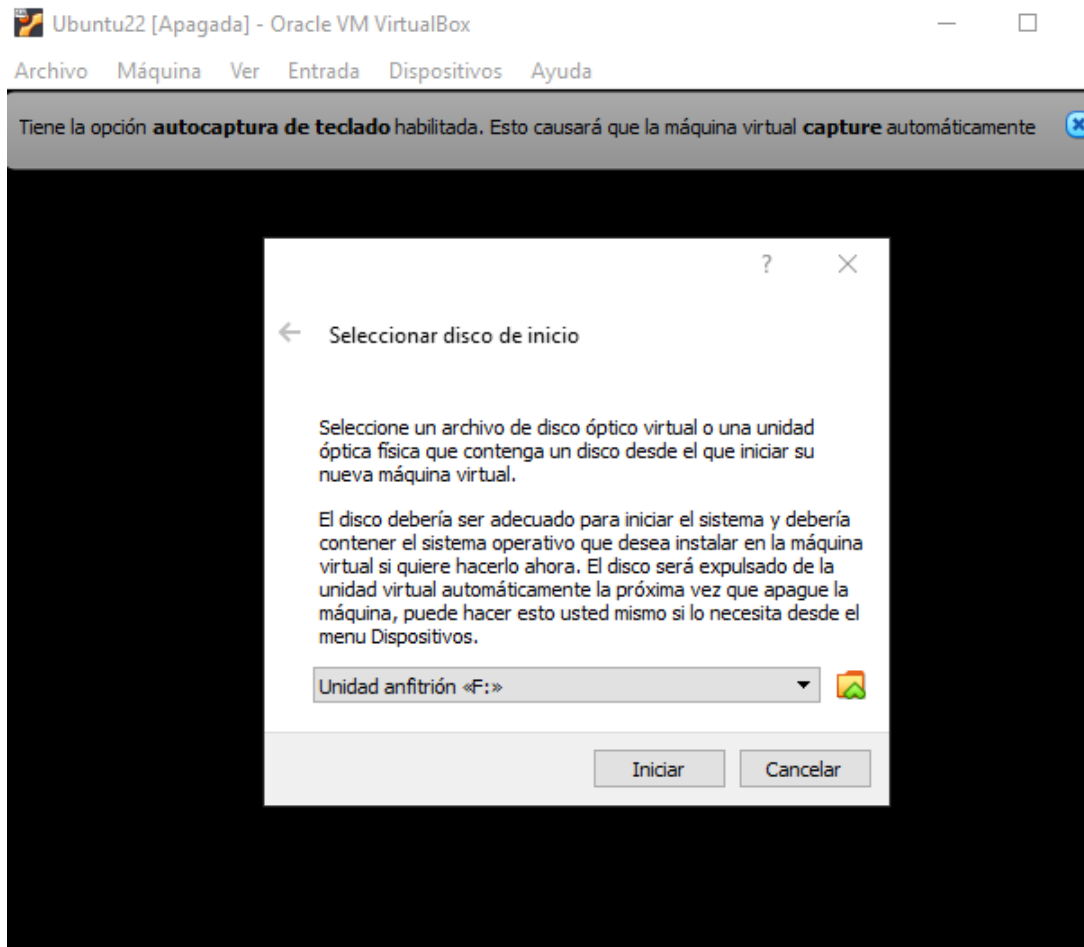 Ubuntu22 [Apagada] - Oracle VM VirtualBox
Archivo Máquina Ver Entrada Dispositivos Ayuda
Tiene la opción autocaptura de teclado habilitada. Esto causará que la máquina virtual capture automáticamente
?
Seleccionar disco de inicio
Seleccione un archivo de disco óptico virtual o una unidad
óptica física que contenga un disco desde el que iniciar su
nueva máquina virtual.
El disco debería ser adecuado para iniciar el sistema y debería
contener el sistema operativo que desea instalar en la máquina
virtual si quiere hacerlo ahora. El disco será expulsado de la
unidad virtual automáticamente la próxima vez que apague la
máquina, puede hacer esto usted mismo si lo necesita desde el
menu Dispositivos.
Unidad anfitrión «F:»
Iniciar Cancelar